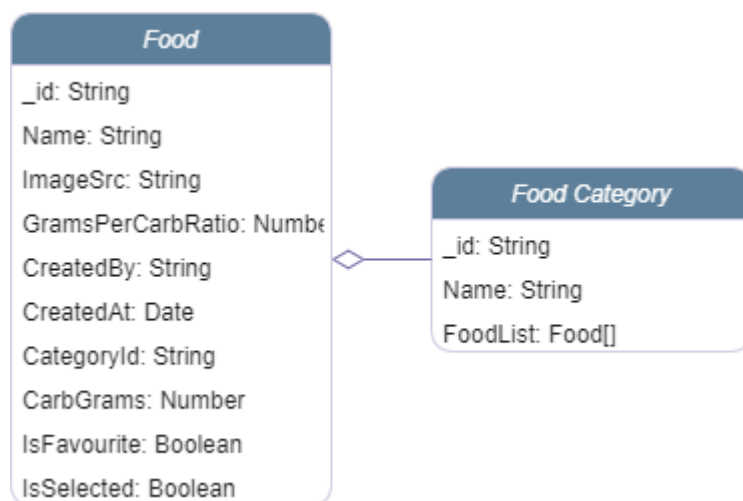 Food
_id: String
Name: String
ImageSrc: String
GramsPerCarbRatio: Numbe
CreatedBy: String
CreatedAt: Date
CategoryId: String
CarbGrams: Number
IsFavourite: Boolean
IsSelected: Boolean
Food Category
_id: String
Name: String
FoodList: Food[]